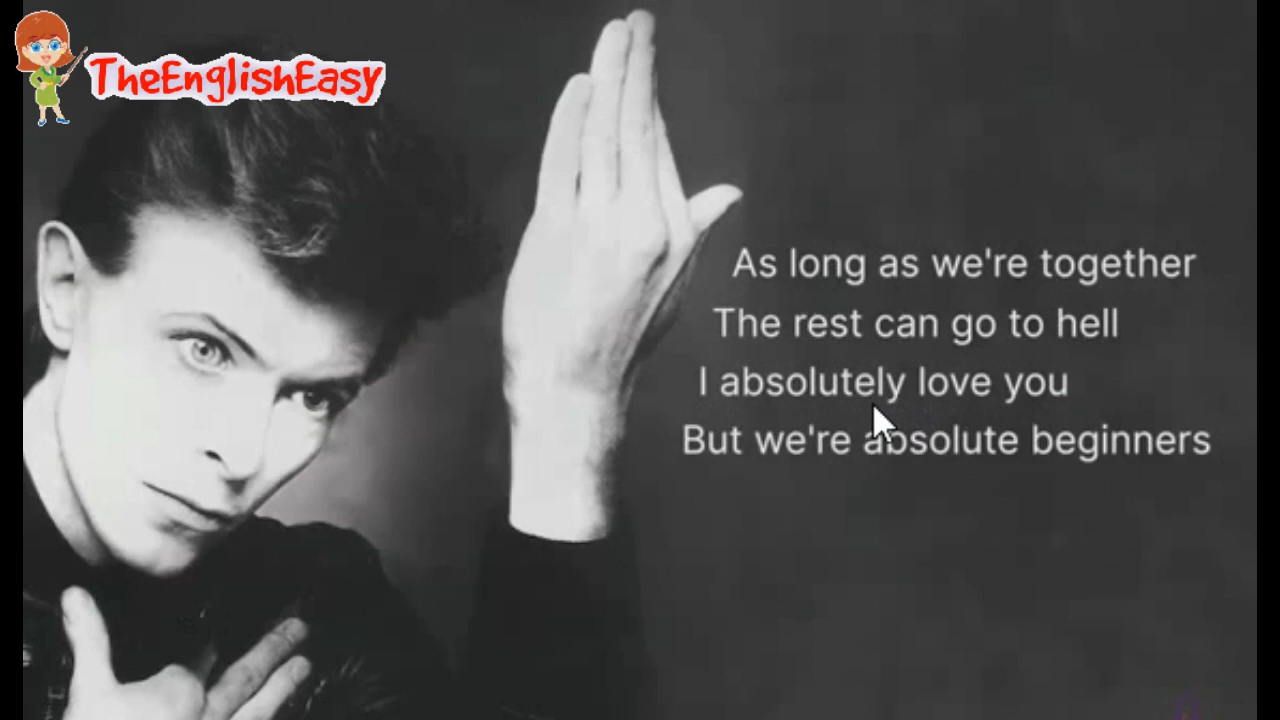 TheEnglishEasy
As long as we're together
The rest can go to hell
I absolutely love you
But we're absolute beginners